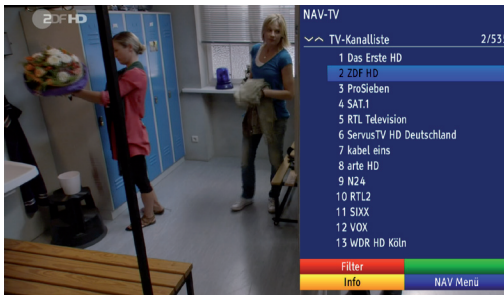 ZDF HD
NAV-TV
TV-Kanalliste 2/535
1 Das Erste HD
2 ZDF HD
3 ProSieben
4 SAT.1
5 RTL Television
6 ServusTV HD Deutschland
7 kabel eins
8 arte HD
9 N24
10 RTL2
11 SIXX
12 VOX
13 WDR HD Köln
Filter
Info NAV Menü